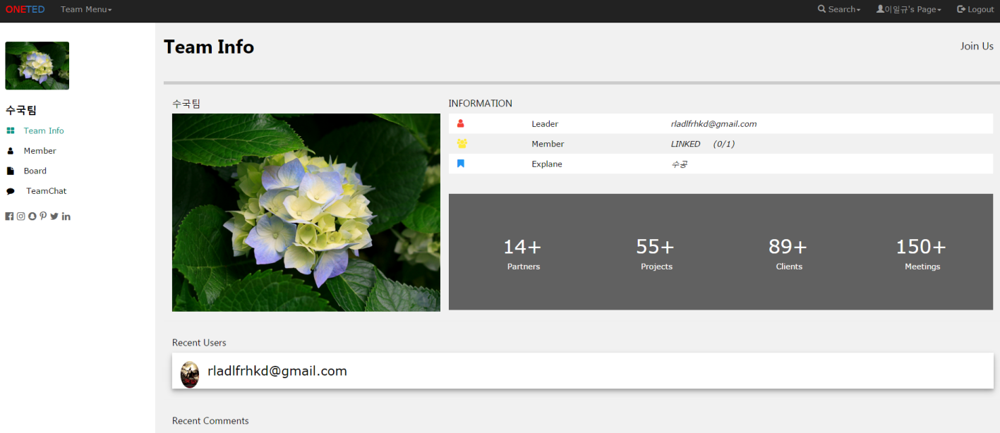 ONETED Team Menu Search 이일규's Page Logout
Team Info Join Us
수국팀
Team Info
Member
Board
TeamChat
수국팀
INFORMATION
Leader rladlfrhkd@gmail.com
Member LINKED (0/1)
Explane 수공
14+ 55+ 89+ 150+
Partners Projects Clients Meetings
Recent Users
rladlfrhkd@gmail.com
Recent Comments